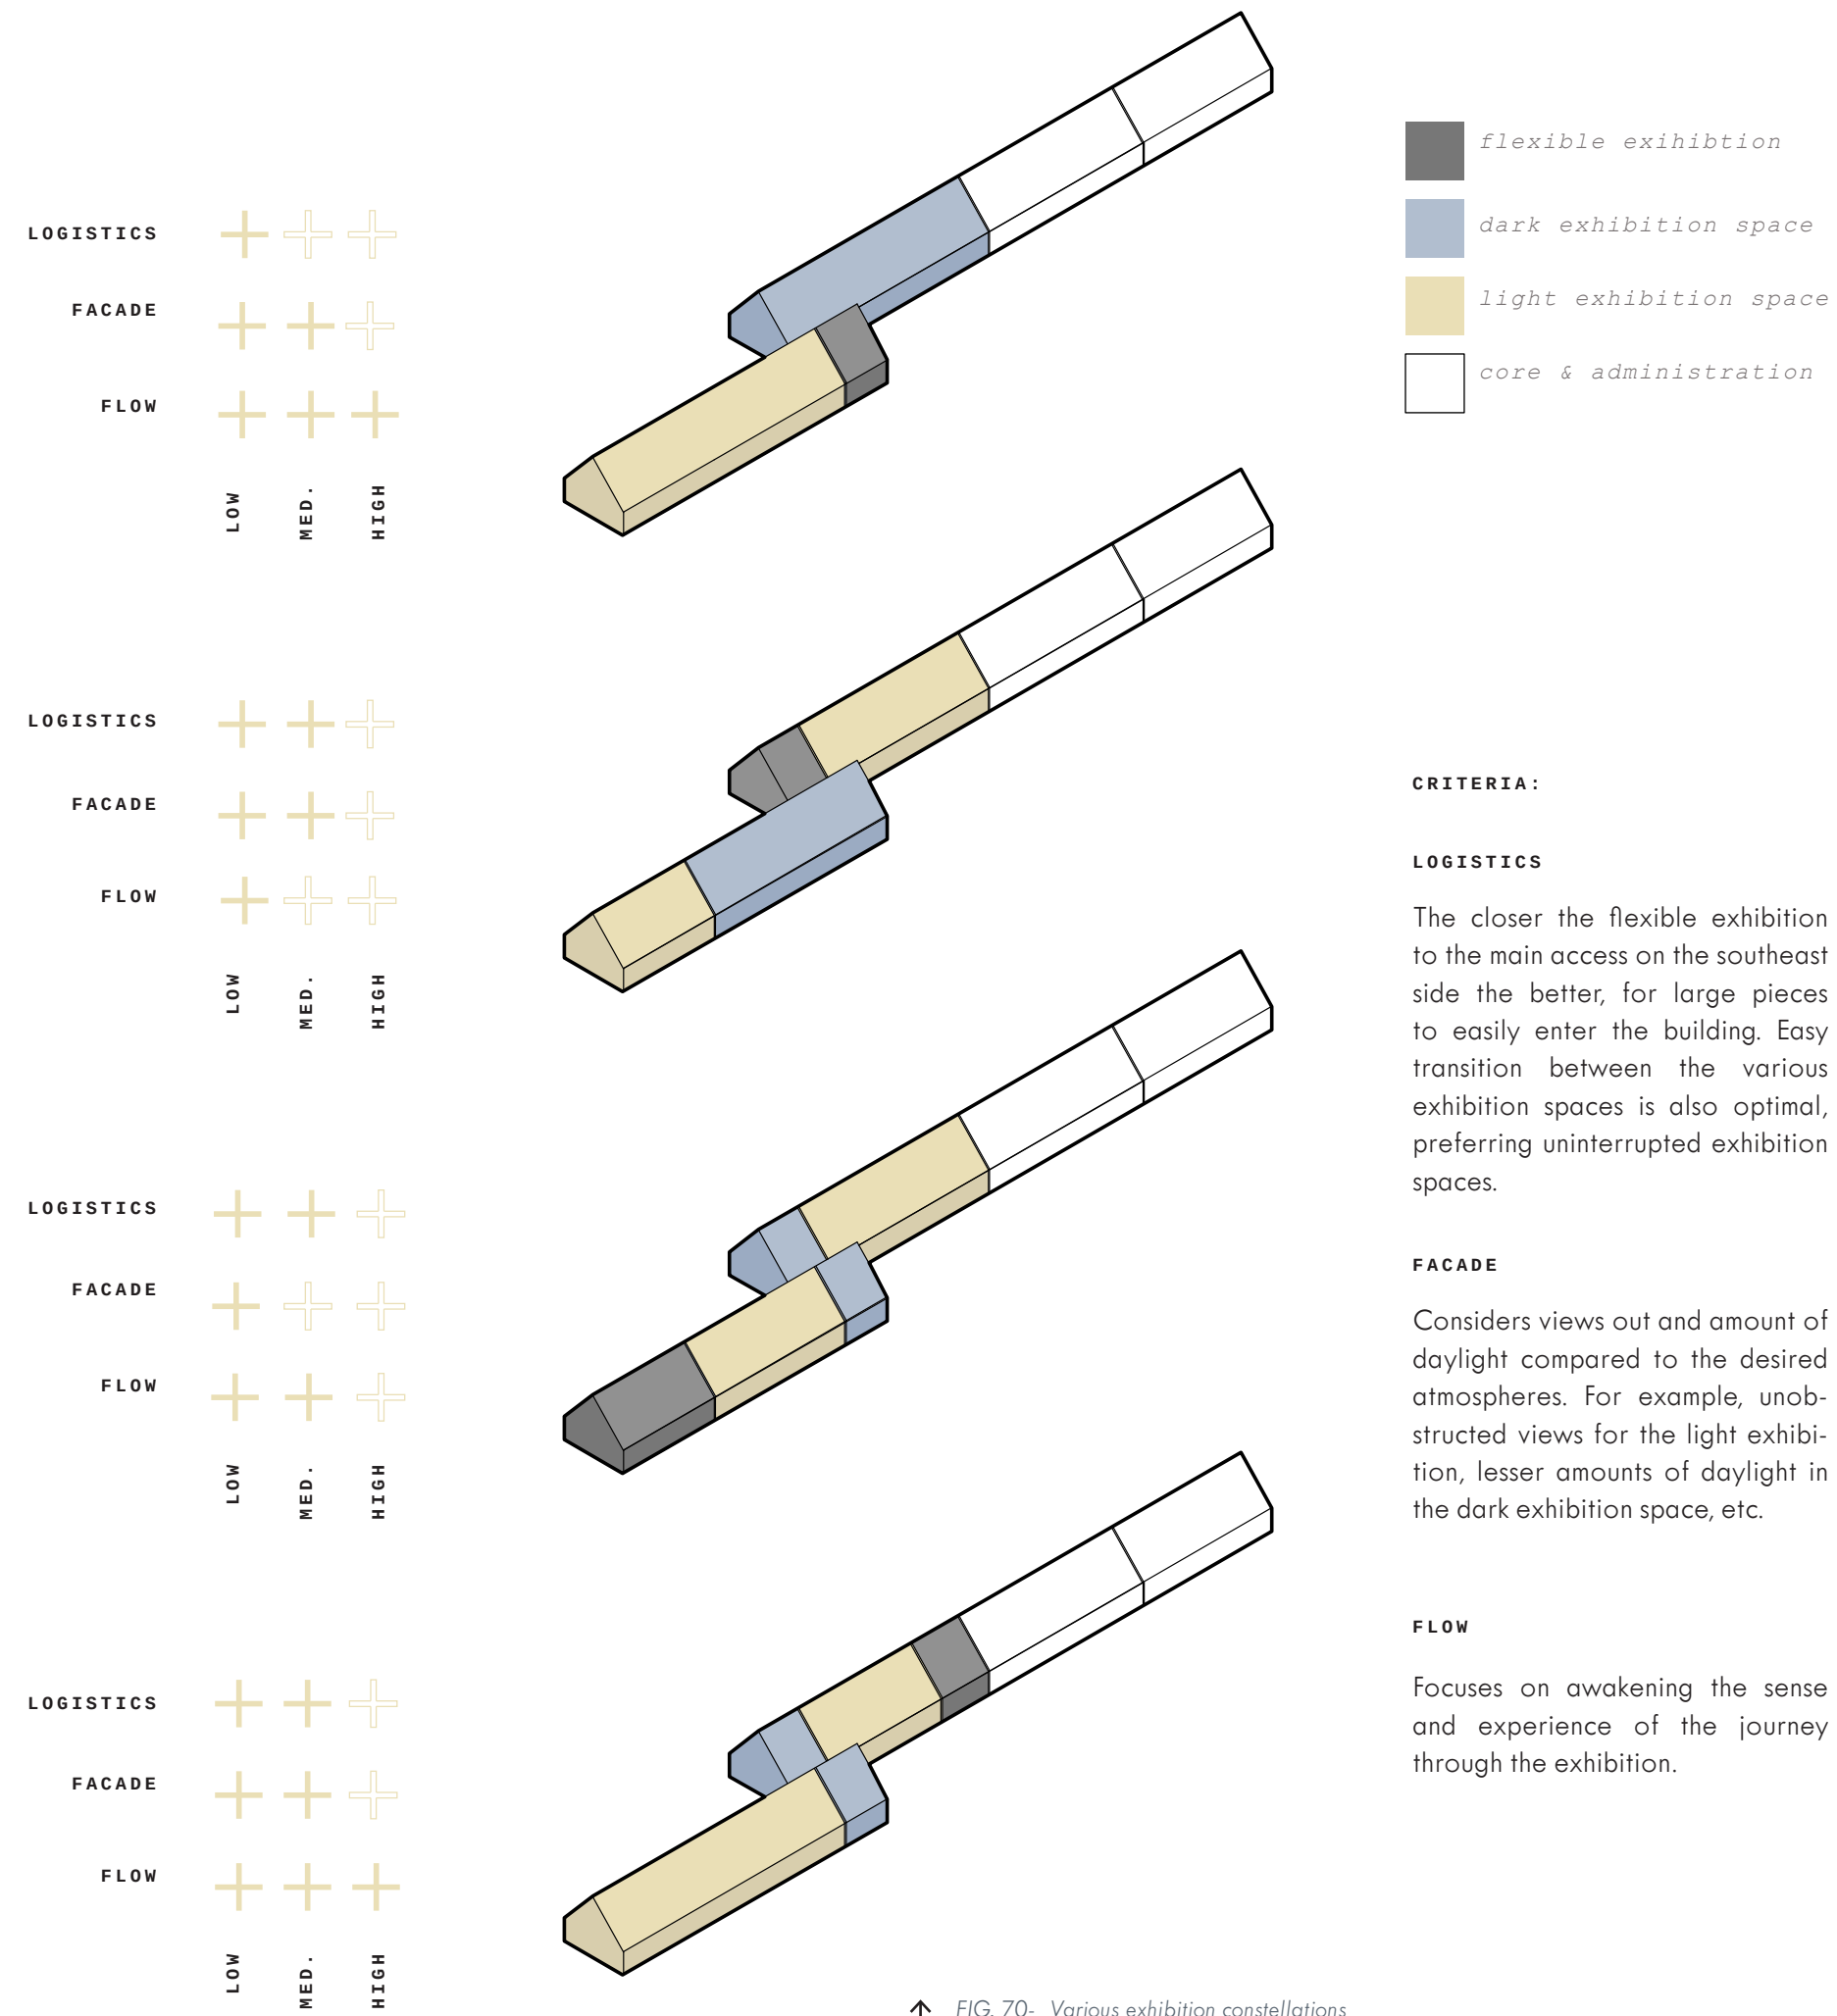 LOGISTICS
FACADE
FLOW
LOW
MED.
HIGH
LOGISTICS
FACADE
FLOW
LOW
MED.
HIGH
LOGISTICS
FACADE
FLOW
LOW
MED.
HIGH
LOGISTICS
FACADE
FLOW
LOW
MED.
HIGH
flexible exihibtion
dark exhibition space
light exhibition space
core & administration
CRITERIA:
LOGISTICS
The closer the flexible exhibition
to the main access on the southeast
side the better, for large pieces
to easily enter the building. Easy
transition between the various
exhibition spaces is also optimal,
preferring uninterrupted exhibition
spaces.
FACADE
Considers views out and amount of
daylight compared to the desired
atmospheres. For example, unob-
structed views for the light exhibi-
tion, lesser amounts of daylight in
the dark exhibition space, etc.
FLOW
Focuses on awakening the sense
and experience of the journey
through the exhibition.
↑ FIG. 70- Various exhibition constellations